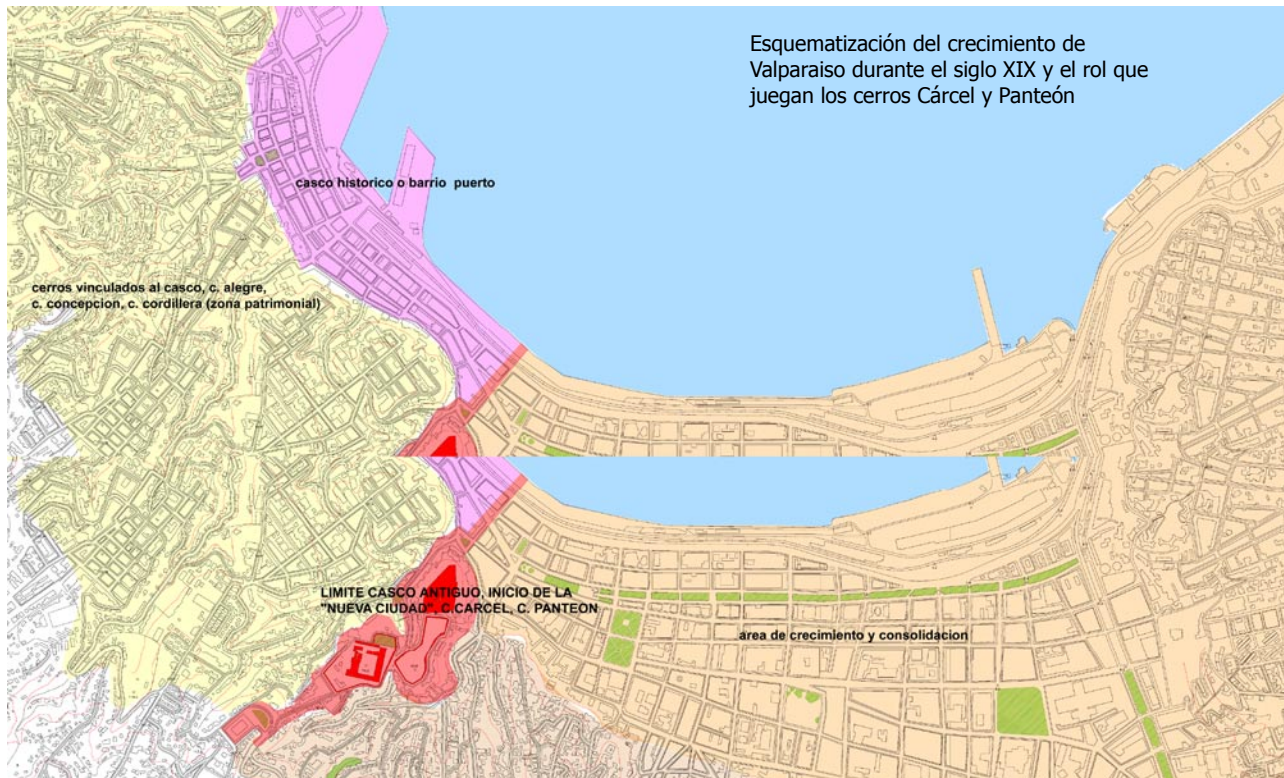 Esquematización del crecimiento de
Valparaiso durante el siglo XIX y el rol que
juegan los cerros Cárcel y Panteón
casco historico o barrio puerto
cerros vinculados al casco, c. alegre,
c. concepcion, c. cordillera (zona patrimonial)
LIMITE CASCO ANTIGUO, INICIO DE LA
"NUEVA CIUDAD", C.CARCEL, C. PANTEON
area de crecimiento y consolidacion